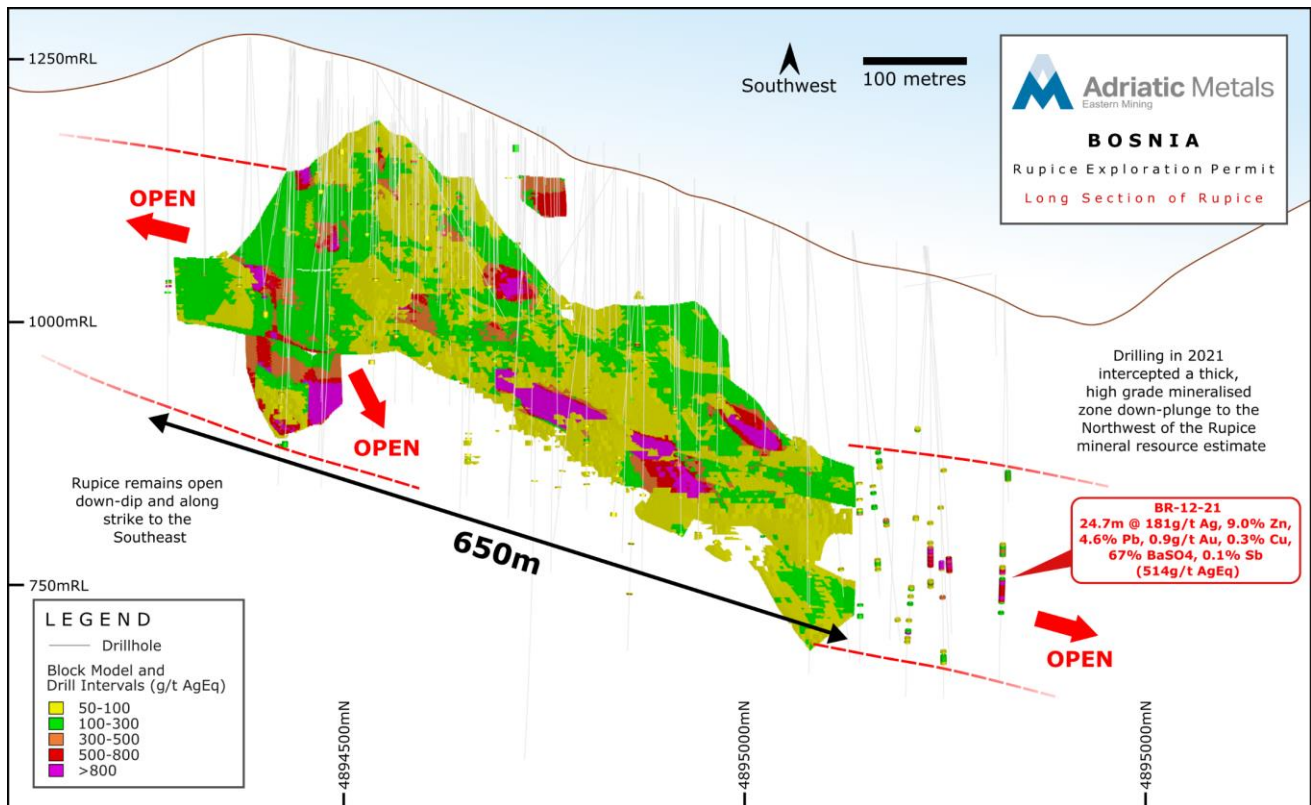 1250mRL
1000mRL
750mRL
Southwest
100 metres
Adriatic Metals
Eastern Mining
BOSNIA
Rupice Exploration Permit
Long Section of Rupice
OPEN
OPEN
OPEN
Drilling in 2021
intercepted a thick,
high grade mineralised
zone down-plunge to the
Northwest of the Rupice
mineral resource estimate
BR-12-21
24.7m @ 181g/t Ag, 9.0% Zn,
4.6% Pb, 0.9g/t Au, 0.3% Cu,
67% BaSO4, 0.1% Sb
(514g/t AgEq)
Rupice remains open
down-dip and along
strike to the
Southeast
650m
LEGEND
Drillhole
Block Model and
Drill Intervals (g/t AgEq)
50-100
100-300
300-500
500-800
>800
4894500mN
4895000mN
4895000mN